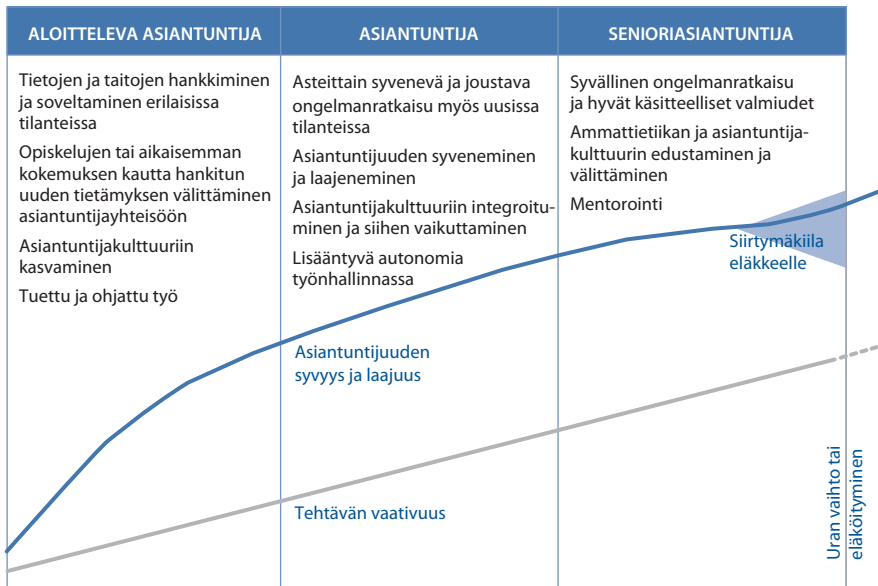 ALOITTELEVA ASIANTUNTIJA
Tietojen ja taitojen hankkiminen
ja soveltaminen erilaisissa
tilanteissa
Opiskelujen tai aikaisemman
kokemuksen kautta hankitun
uuden tietämyksen välittäminen
asiantuntijayhteisöön
Asiantuntijakulttuuriin
kasvaminen
Tuettu ja ohjattu työ
ASIANTUNTIJA
Asteittain syvenevä ja joustava
ongelmanratkaisu myös uusissa
tilanteissa
Asiantuntijuuden syveneminen
ja laajeneminen
Asiantuntijakulttuuriin integroitu-
minen ja siihen vaikuttaminen
Lisääntyvä autonomia
työnhallinnassa
SENIORIASIANTUNTIJA
Syvällinen ongelmanratkaisu
ja hyvät käsitteelliset valmiudet
Ammattietiikan ja asiantuntija-
kulttuurin edustaminen ja
välittäminen
Mentorointi
Siirtymäkiila
eläkkeelle
Asiantuntijuuden
syvyys ja laajuus
Tehtävän vaativuus
Uran vaihto tai
eläköityminen